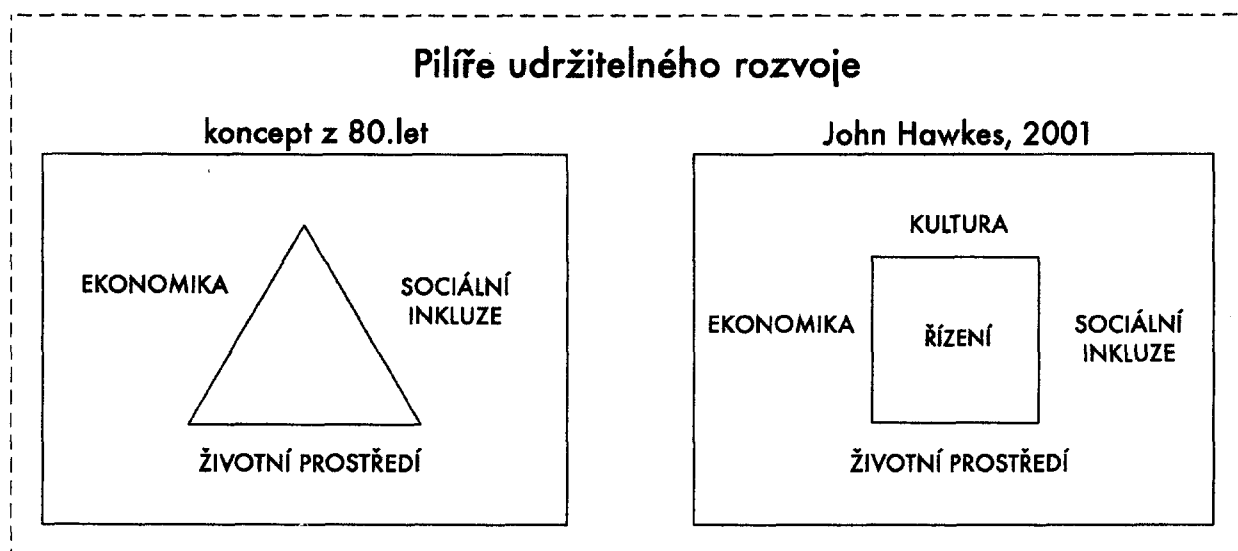 Pilíře udržitelného rozvoje
koncept z 80.let
EKONOMIKA
SOCIÁLNÍ
INKLUZE
ŽIVOTNÍ PROSTŘEDÍ
John Hawkes, 2001
KULTURA
EKONOMIKA
ŘÍZENÍ
SOCIÁLNÍ
INKLUZE
ŽIVOTNÍ PROSTŘEDÍ